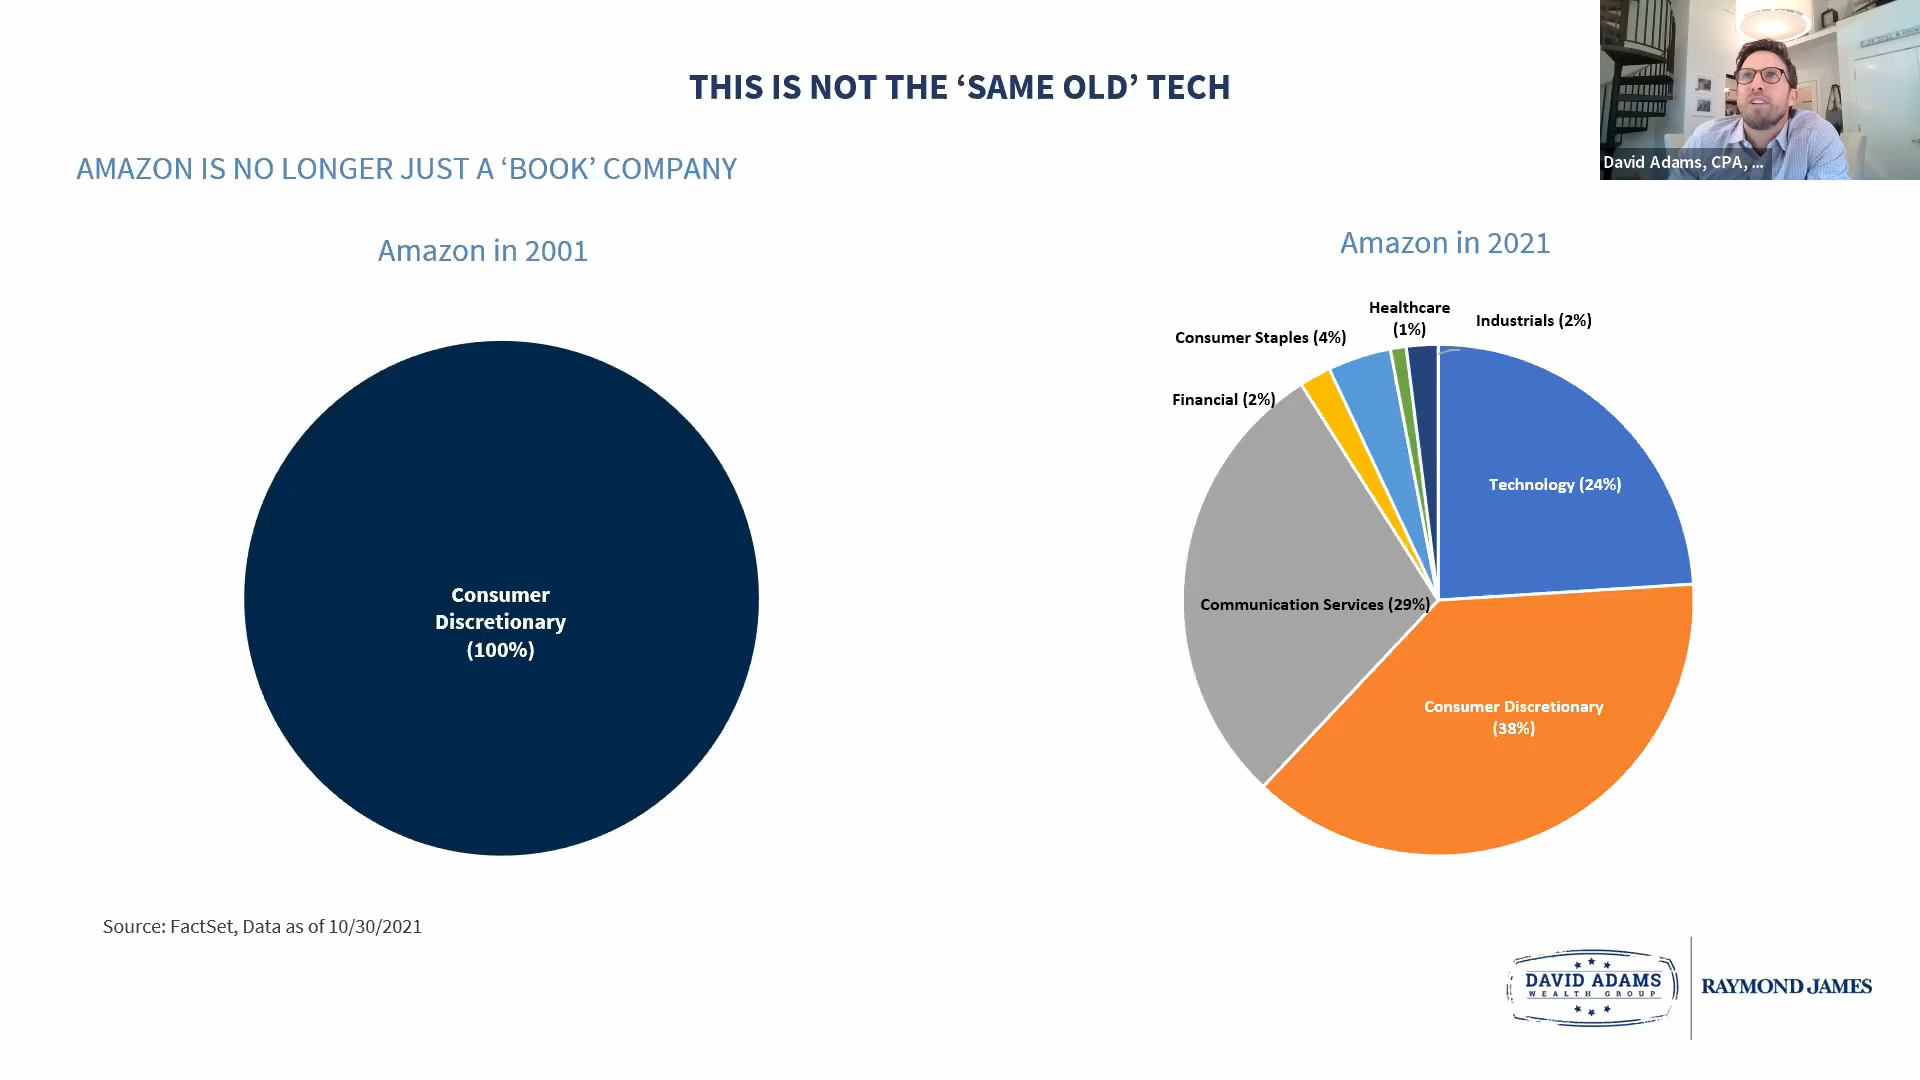 THIS IS NOT THE ‘SAME OLD’ TECH
David Adams, CPA, ...
AMAZON IS NO LONGER JUST A ‘BOOK’ COMPANY
Amazon in 2001
Amazon in 2021
Consumer
Discretionary
(100%)
Healthcare
(1%)
Industrials (2%)
Consumer Staples (4%)
Financial (2%)
Technology (24%)
Communication Services (29%)
Consumer Discretionary
(38%)
Source: FactSet, Data as of 10/30/2021
DAVID ADAMS
WEALTH GROUP
RAYMOND JAMES